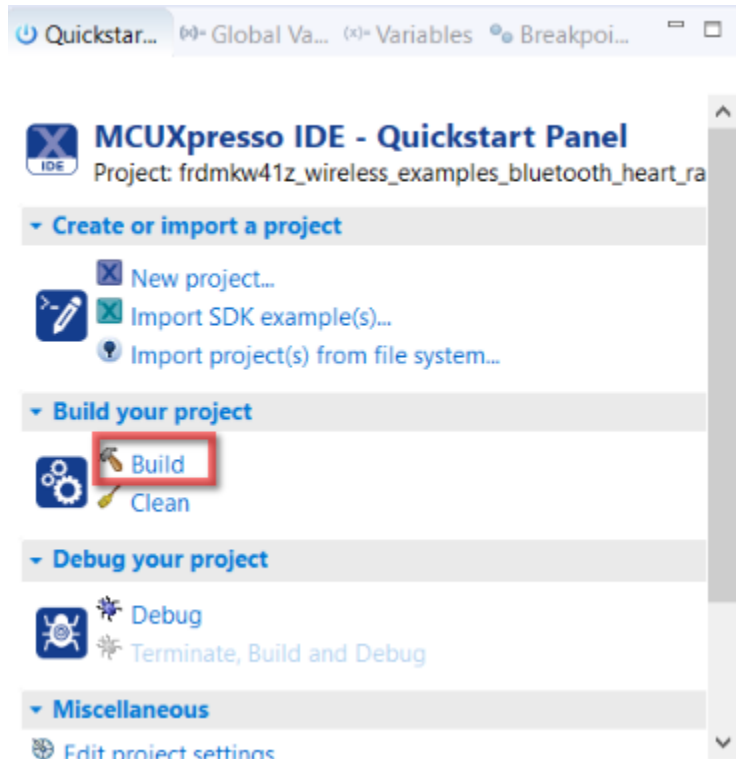 Quickstar... (x)= Global Va... (x)= Variables Breakpoi...
MCUXpresso IDE - Quickstart Panel
IDE
Project: frdmkw41z_wireless_examples_bluetooth_heart_ra
Create or import a project
New project...
Import SDK example(s)...
Import project(s) from file system...
Build your project
Build
Clean
Debug your project
Debug
Terminate, Build and Debug
Miscellaneous
Edit project settings